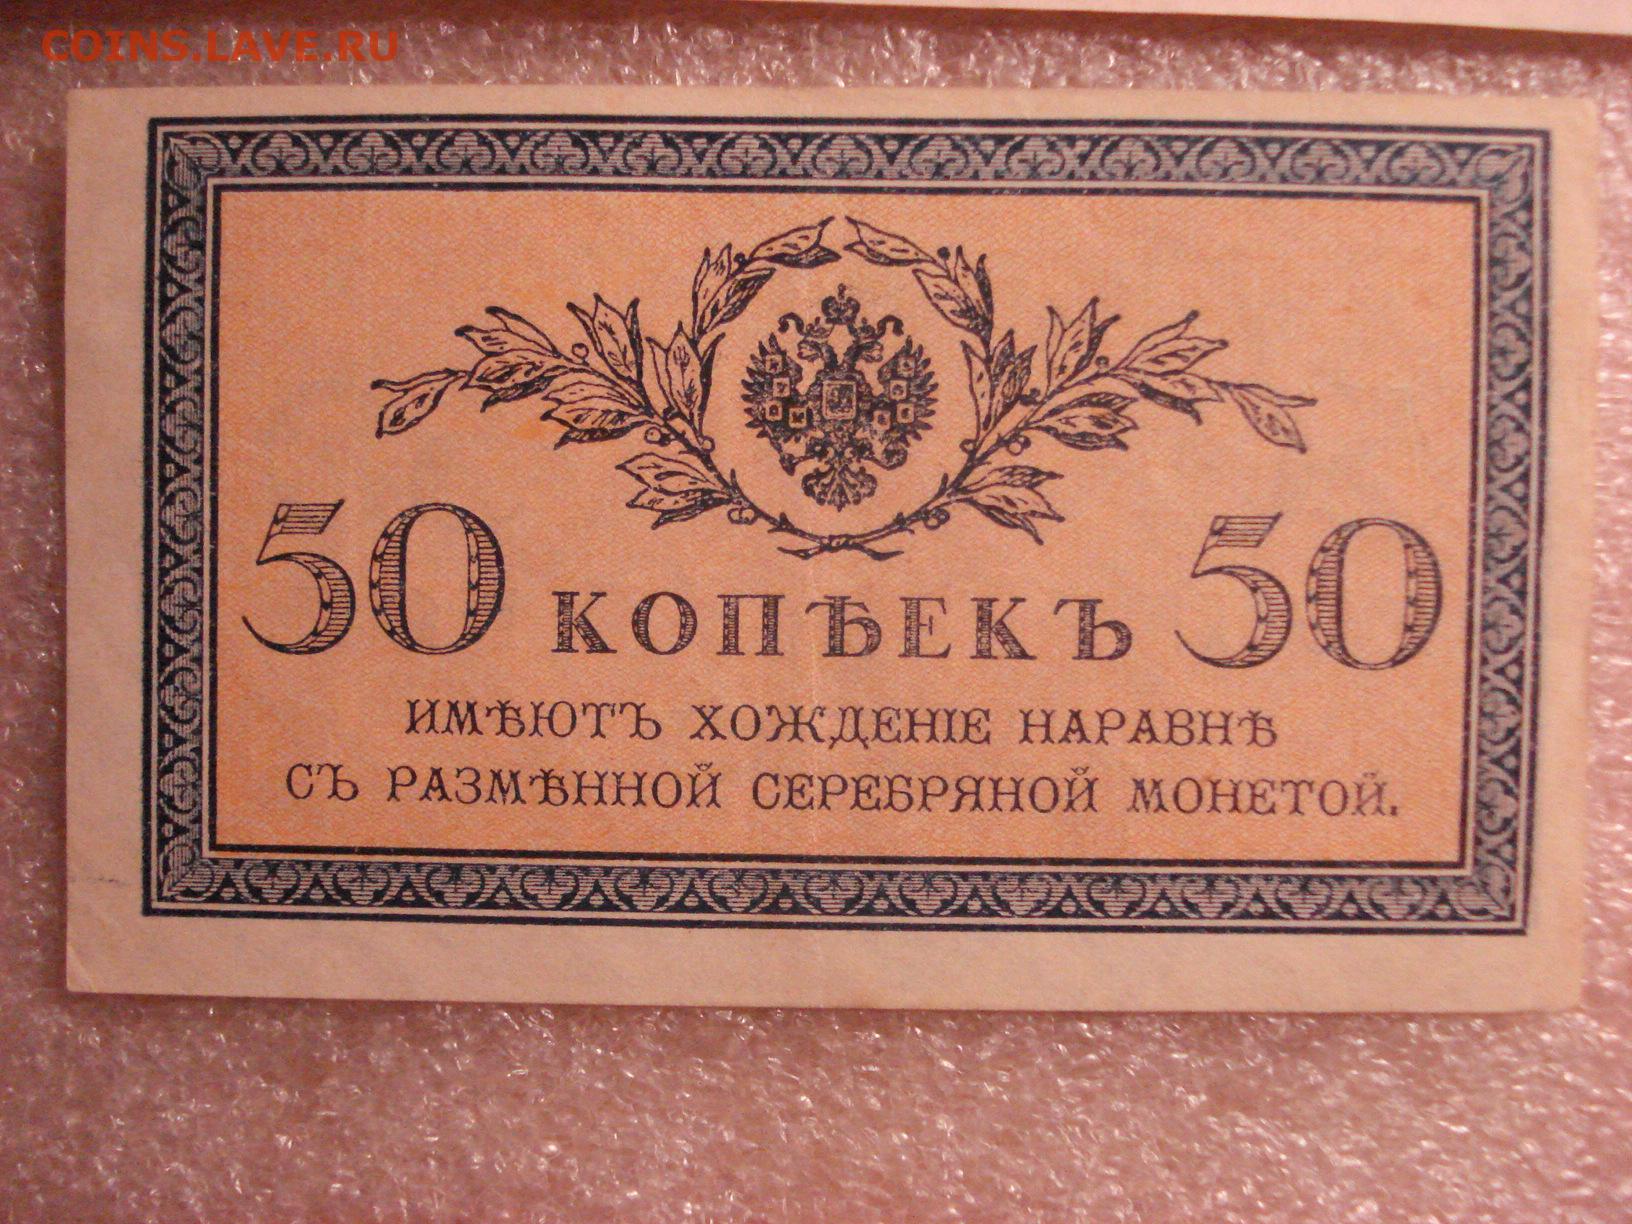 COINS.LAVE.RU
50 КОПѢЕКЪ 50
ИМѢЮТЪ ХОЖДЕНІЕ НАРАВНѢ
СЪ РАЗМѢННОЙ СЕРЕБРЯНОЙ МОНЕТОЙ.